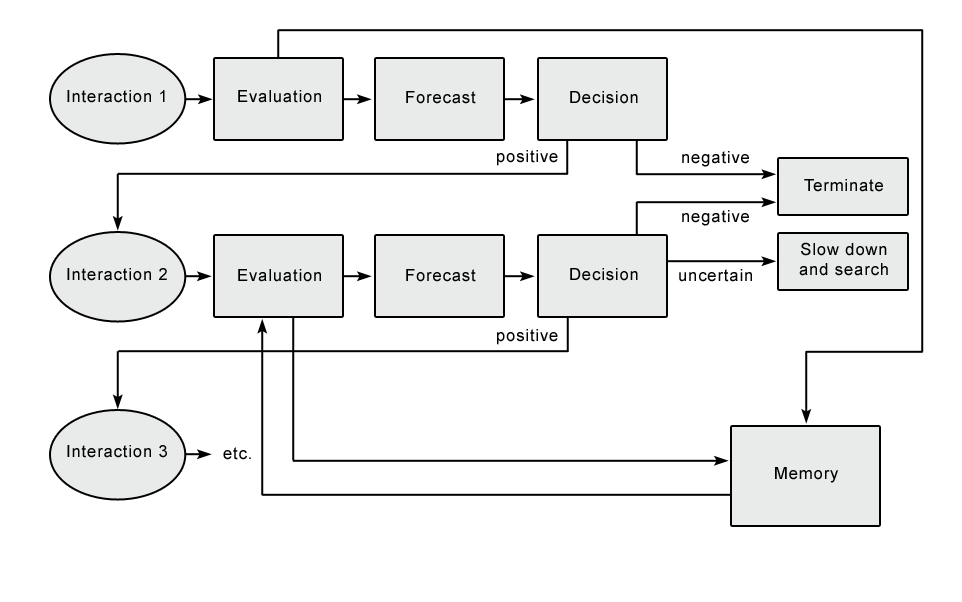 Interaction 1
Evaluation
Forecast
Decision
positive
negative
Terminate
negative
Interaction 2
Evaluation
Forecast
Decision
uncertain
Slow down
and search
positive
Interaction 3
etc.
Memory